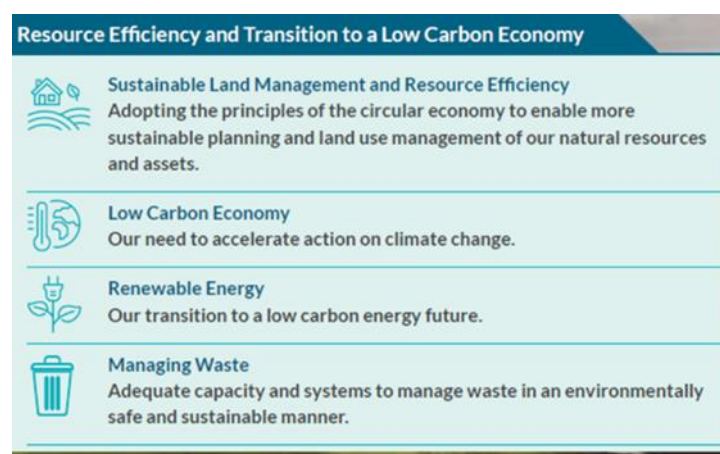 Resource Efficiency and Transition to a Low Carbon Economy
Sustainable Land Management and Resource Efficiency
Adopting the principles of the circular economy to enable more
sustainable planning and land use management of our natural resources
and assets.
Low Carbon Economy
Our need to accelerate action on climate change.
Renewable Energy
Our transition to a low carbon energy future.
Managing Waste
Adequate capacity and systems to manage waste in an environmentally
safe and sustainable manner.